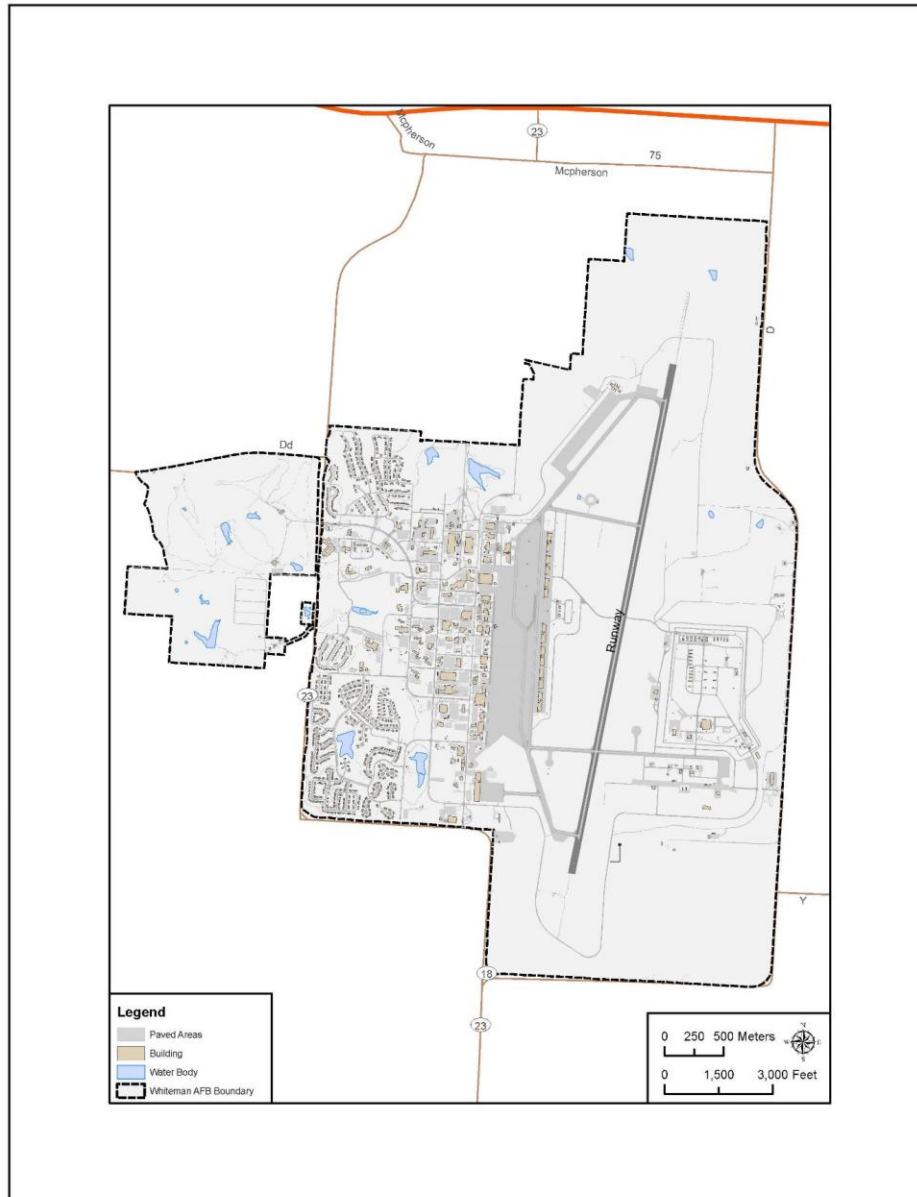 Mcpherson
23
75
Mcpherson
D
Dd
Runway
23
Y
18
23
Legend
Paved Areas
Building
Water Body
Whiteman AFB Boundary
0 250 500 Meters
0 1,500 3,000 Feet
N
W E
S